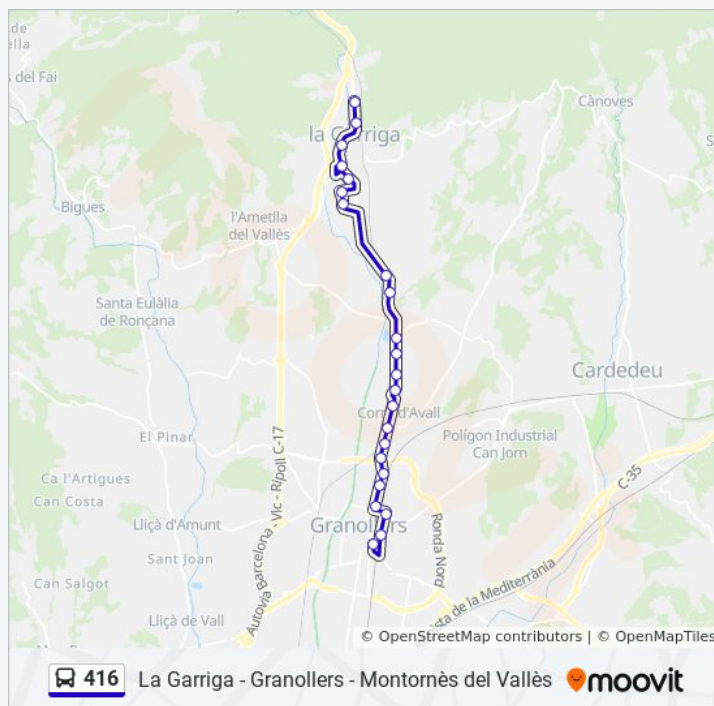 del Fai
Cànoves
la Garriga
Bigues
l'Ametlla
del Vallès
Santa Eulàlia
de Ronçana
Cardedeu
Corró d'Avall
El Pinar
Polígon Industrial
Can Jorn
Ca l'Artigues
Can Costa
C-35
Lliçà d'Amunt
Granollers
Sant Joan
Ronda Nord
Can Salgot
Autovia Barcelona - Vic - Ripoll C-17
Lliçà de Vall
de la Mediterrània
© OpenStreetMap contributors | © OpenMapTiles
416 La Garriga - Granollers - Montornès del Vallès moovit